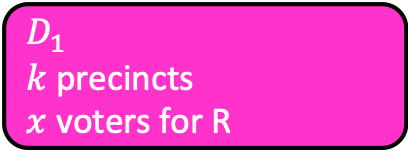 D₁
k precincts
x voters for R